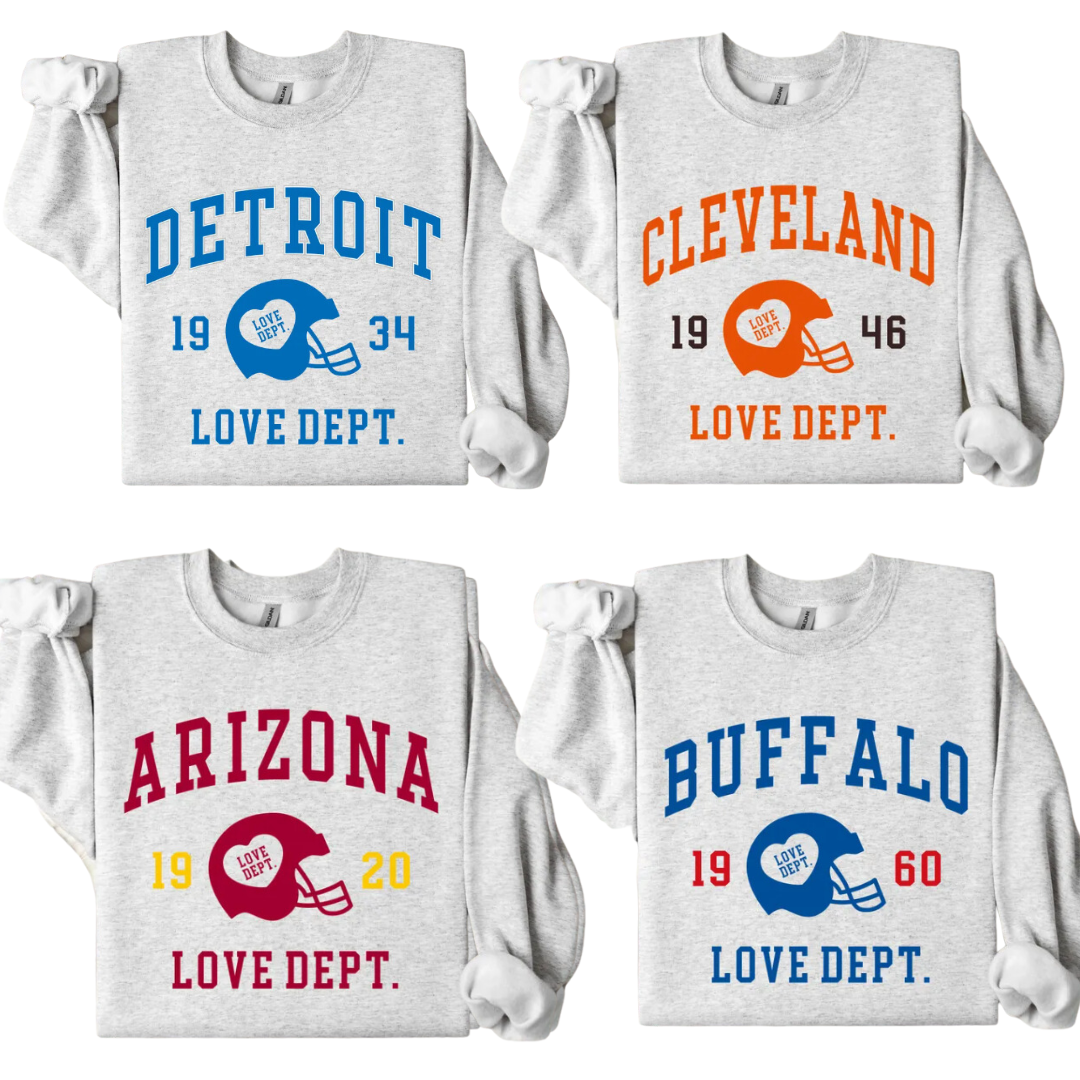 DETROIT
19 LOVE DEPT. 34
LOVE DEPT.
CLEVELAND
19 LOVE DEPT. 46
LOVE DEPT.
ARIZONA
19 LOVE DEPT. 20
LOVE DEPT.
BUFFALO
19 LOVE DEPT. 60
LOVE DEPT.